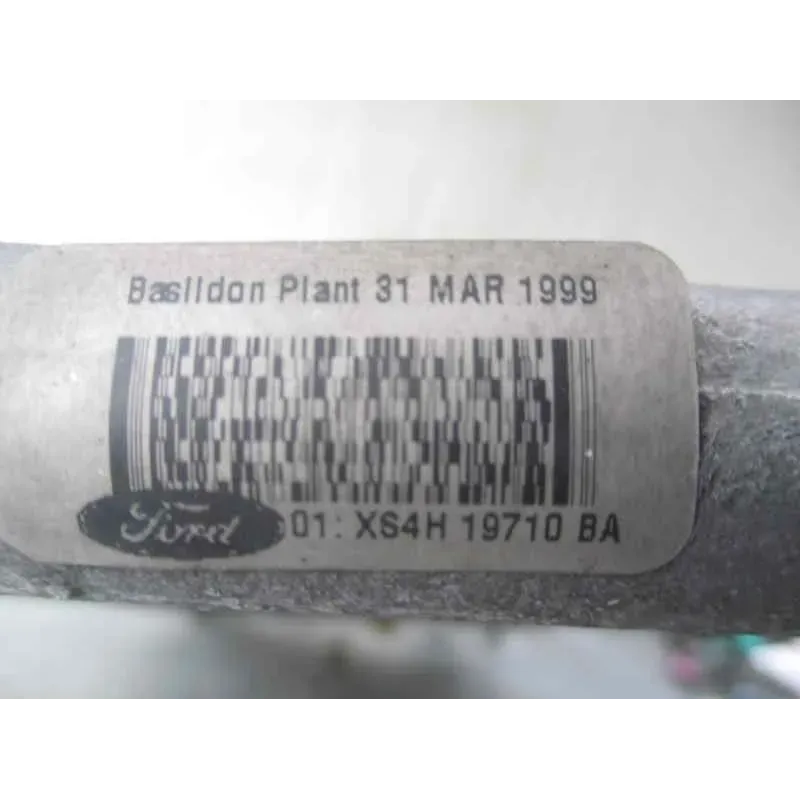 Basildon Plant 31 MAR 1999
Ford
01: XS4H 19710 BA